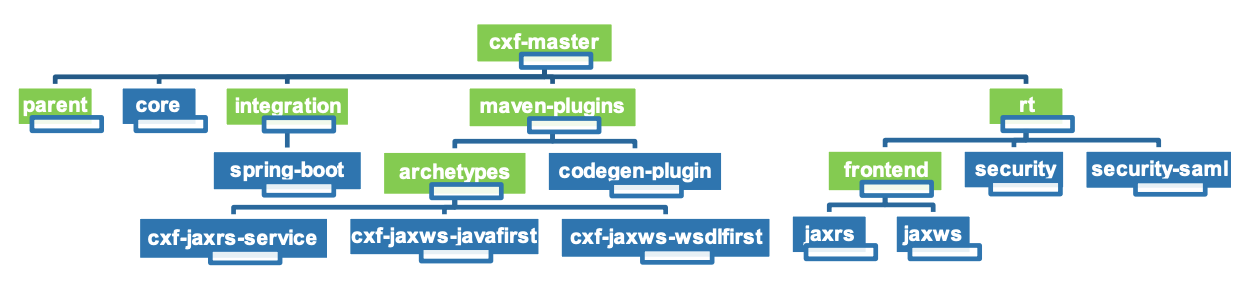 cxf-master
parent core integration maven-plugins rt
spring-boot archetypes codegen-plugin frontend security security-saml
cxf-jaxrs-service cxf-jaxws-javafirst cxf-jaxws-wsdlfirst jaxrs jaxws